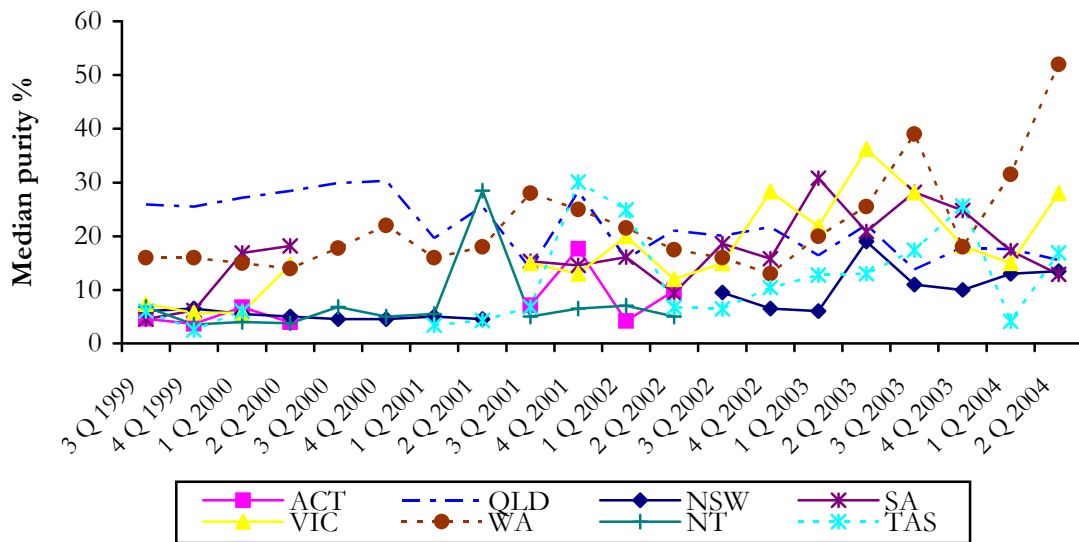 60
50
40
30
20
10
0
Median purity %
3 Q 1999
4 Q 1999
1 Q 2000
2 Q 2000
3 Q 2000
4 Q 2000
1 Q 2001
2 Q 2001
3 Q 2001
4 Q 2001
1 Q 2002
2 Q 2002
3 Q 2002
4 Q 2002
1 Q 2003
2 Q 2003
3 Q 2003
4 Q 2003
1 Q 2004
2 Q 2004
ACT QLD NSW SA
VIC WA NT TAS